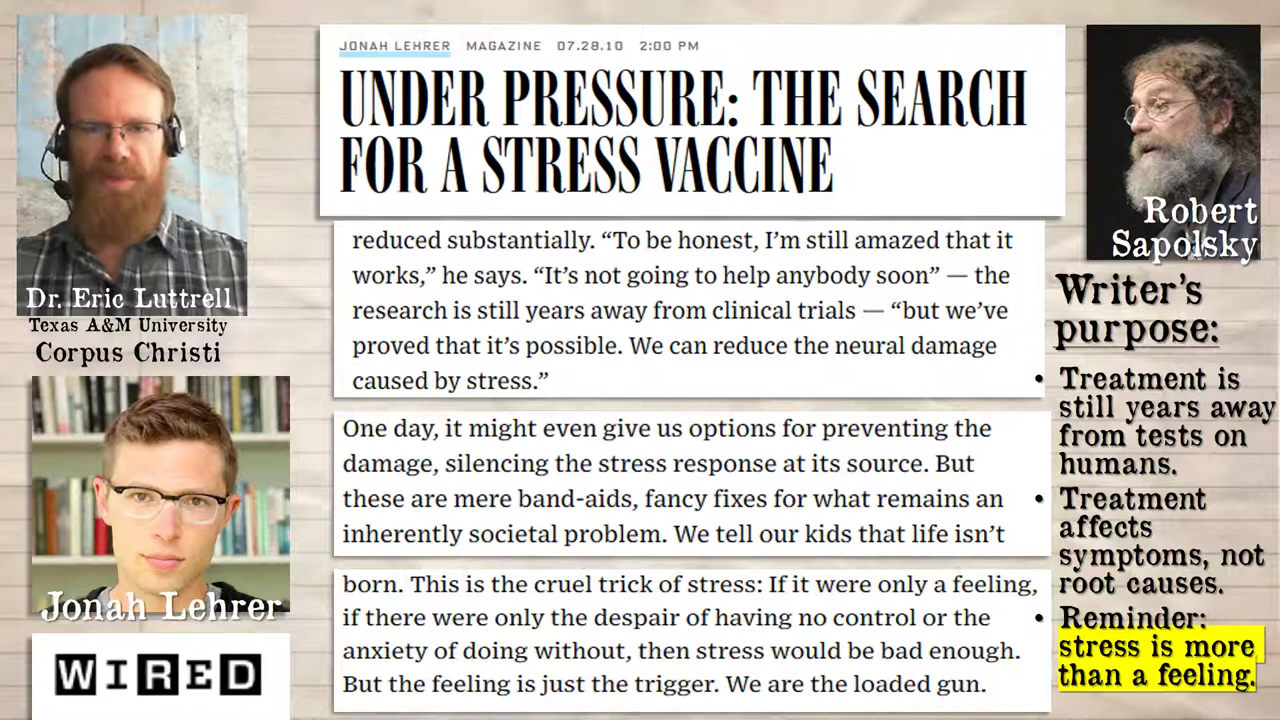 JONAH LEHRER MAGAZINE 07.28.10 2:00 PM
UNDER PRESSURE: THE SEARCH
FOR A STRESS VACCINE
reduced substantially. “To be honest, I’m still amazed that it
works,” he says. “It’s not going to help anybody soon” — the
research is still years away from clinical trials — “but we’ve
proved that it’s possible. We can reduce the neural damage
caused by stress.”
One day, it might even give us options for preventing the
damage, silencing the stress response at its source. But
these are mere band-aids, fancy fixes for what remains an
inherently societal problem. We tell our kids that life isn’t
born. This is the cruel trick of stress: If it were only a feeling,
if there were only the despair of having no control or the
anxiety of doing without, then stress would be bad enough.
But the feeling is just the trigger. We are the loaded gun.
Dr. Eric Luttrell
Texas A&M University
Corpus Christi
Jonah Lehrer
WIRED
Robert
Sapolsky
Writer’s
purpose:
• Treatment is
still years away
from tests on
humans.
• Treatment
affects
symptoms, not
root causes.
• Reminder:
stress is more
than a feeling.